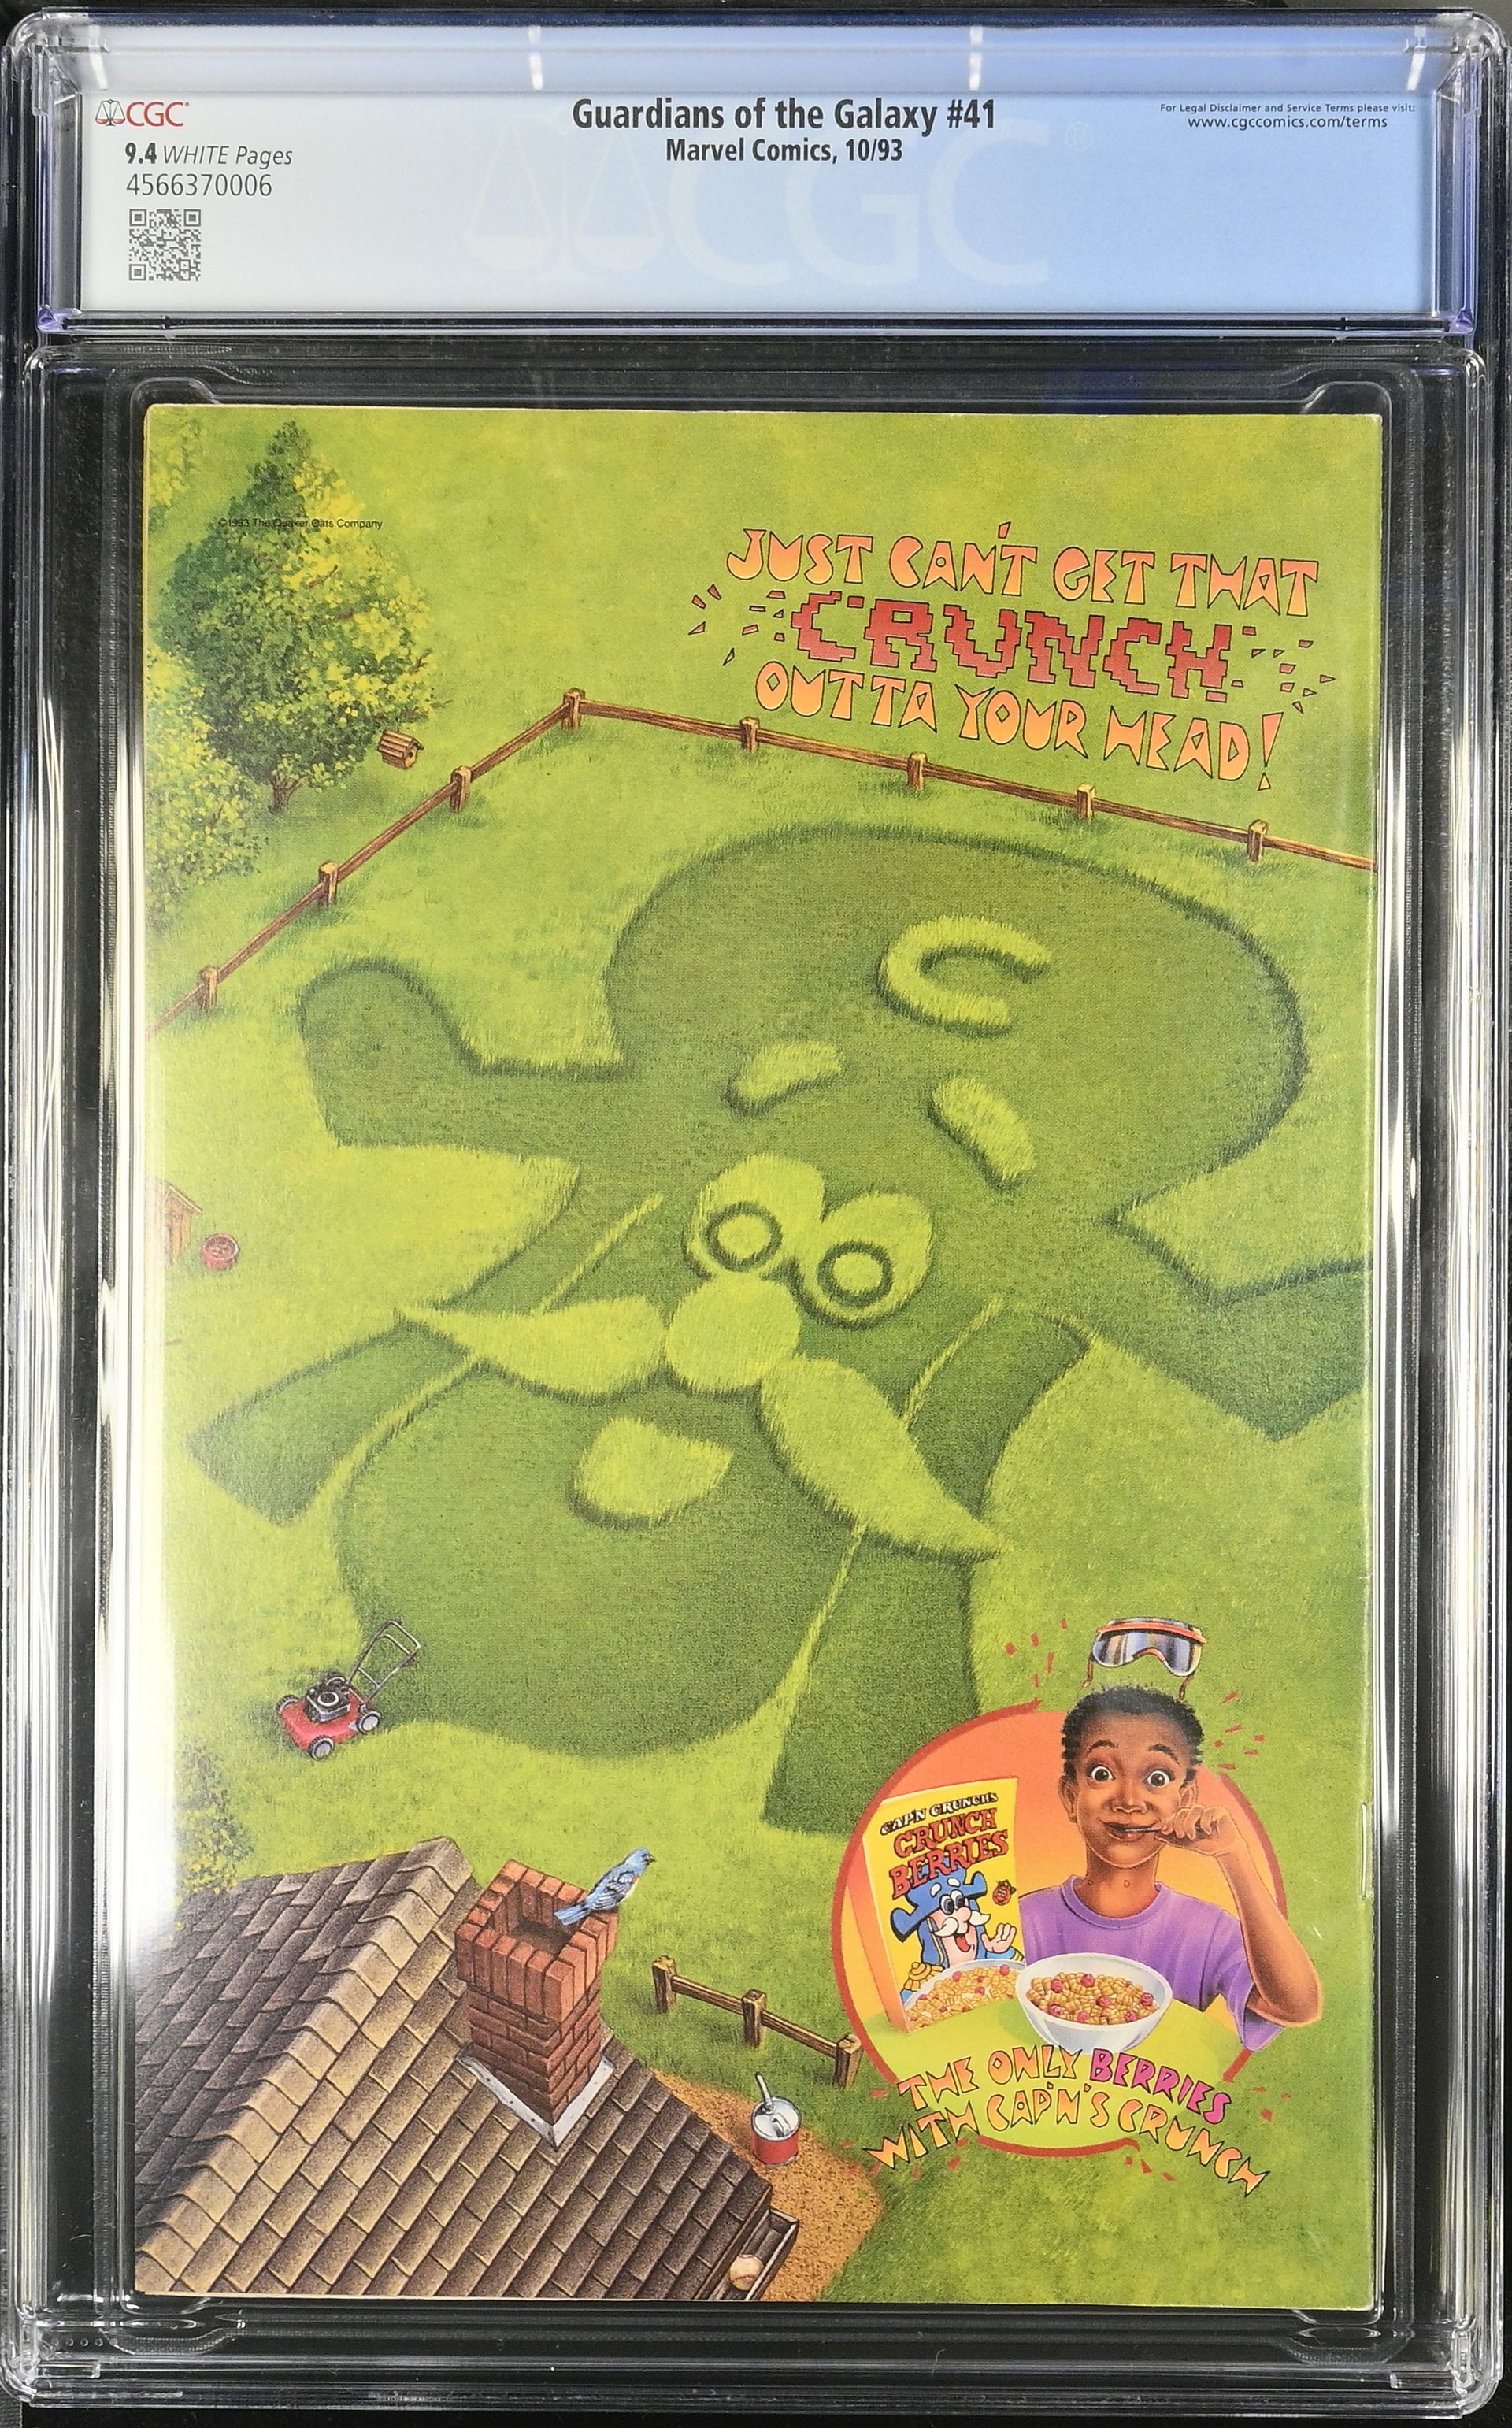 CGC
9.4 WHITE Pages
4566370006
Guardians of the Galaxy #41
Marvel Comics, 10/93
For Legal Disclaimer and Service Terms please visit:
www.cgccomics.com/terms
CGC
©1993 The Quaker Oats Company
JUST CAN'T GET THAT
CRUNCH
OUTTA YOUR HEAD!
C
CAP'N CRUNCH'S
CRUNCH
BERRIES
THE ONLY BERRIES
WITH CAP'N'S CRUNCH